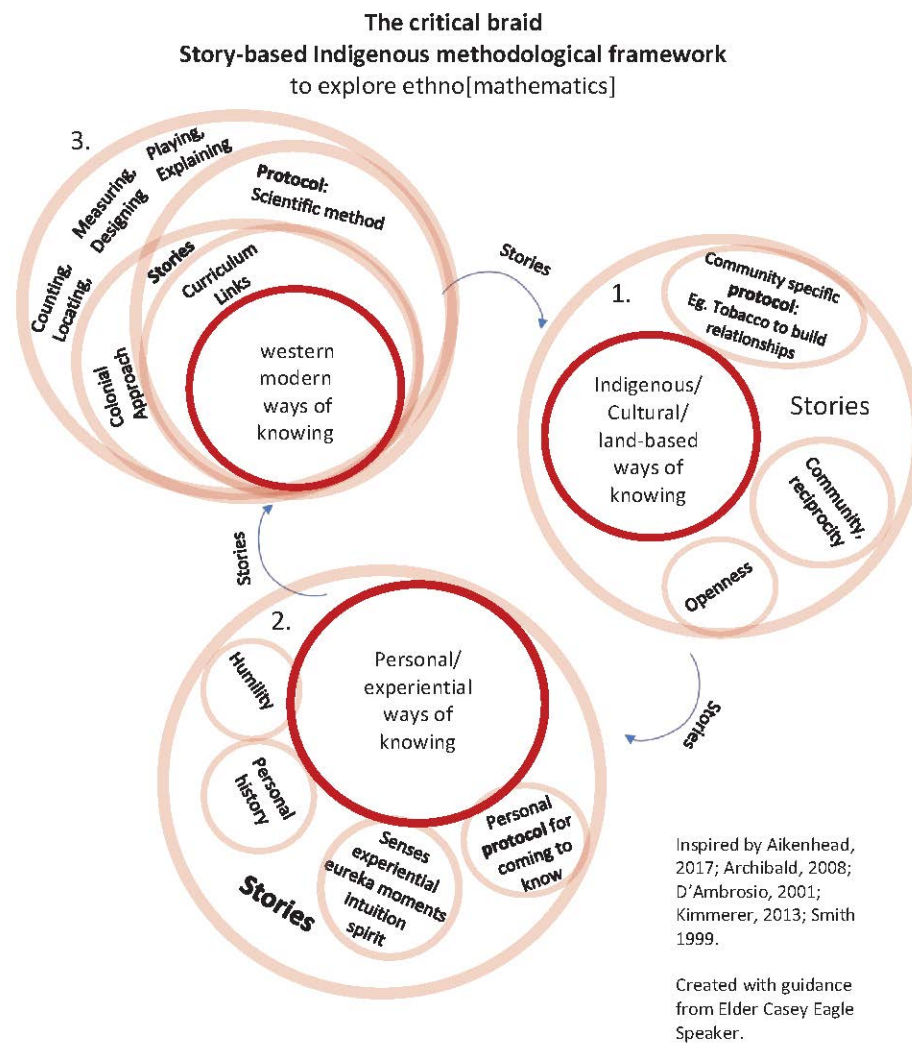 The critical braid
Story-based Indigenous methodological framework
to explore ethno[mathematics]
3.
Counting, Measuring, Playing,
Locating, Designing Explaining
Protocol:
Scientific method
Stories
Curriculum
Links
Colonial
Approach
western
modern
ways of
knowing
Stories
1.
Community specific
protocol:
Eg. Tobacco to build
relationships
Indigenous/
Cultural/
land-based
ways of
knowing
Stories
Community,
reciprocity
Openness
Stories
2.
Personal/
experiential
ways of
knowing
Humility
Personal
history
Stories
Senses
experiential
eureka moments
intuition
spirit
Personal
protocol for
coming to
know
Stories
Inspired by Aikenhead,
2017; Archibald, 2008;
D’Ambrosio, 2001;
Kimmerer, 2013; Smith
1999.
Created with guidance
from Elder Casey Eagle
Speaker.